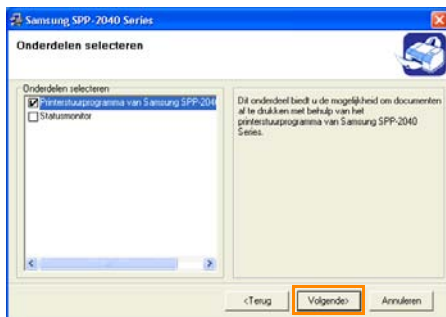 Samsung SPP-2040 Series
Onderdelen selecteren
Onderdelen selecteren
Printerstuurprogramma van Samsung SPP-204
Statusmonitor
Dit onderdeel biedt u de mogelijkheid om documenten
af te drukken met behulp van het
printerstuurprogramma van Samsung SPP-2040
Series.
<Terug
Volgende>
Annuleren